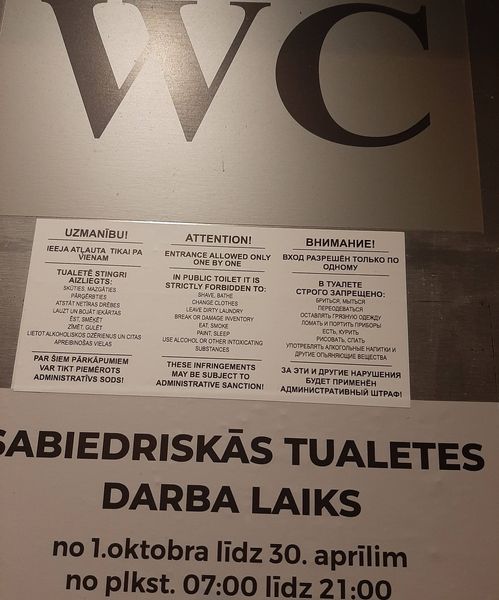 WC
UZMANĪBU!
IEEJA ATĻAUTA TIKAI PA
VIENAM
TUALETĒ STINGRI
AIZLIEGTS:
SKŪTIES, MAZGĀTIES
PĀRĢĒRBTIES
ATSTĀT NETĪRAS DRĒBES
LAUZT UN BOJĀT IEKĀRTAS
ĒST, SMĒĶĒT
ZĪMĒT, GULĒT
LIETOT ALKOHOLISKOS DZĒRIENUS UN CITAS
APREIBINOŠAS VIELAS
PAR ŠIEM PĀRKĀPUMIEM
VAR TIKT PIEMĒROTS
ADMINISTRATĪVS SODS!
ATTENTION!
ENTRANCE ALLOWED ONLY
ONE BY ONE
IN PUBLIC TOILET IT IS
STRICTLY FORBIDDEN TO:
SHAVE, BATHE
CHANGE CLOTHES
LEAVE DIRTY LAUNDRY
BREAK OR DAMAGE INVENTORY
EAT, SMOKE
PAINT, SLEEP
USE ALCOHOL OR OTHER INTOXICATING
SUBSTANCES
THESE INFRINGEMENTS
MAY BE SUBJECT TO
ADMINISTRATIVE SANCTION!
ВНИМАНИЕ!
ВХОД РАЗРЕШЁН ТОЛЬКО ПО
ОДНОМУ
В ТУАЛЕТЕ
СТРОГО ЗАПРЕЩЕНО:
БРИТЬСЯ, МЫТЬСЯ
ПЕРЕОДЕВАТЬСЯ
ОСТАВЛЯТЬ ГРЯЗНУЮ ОДЕЖДУ
ЛОМАТЬ И ПОРТИТЬ ПРИБОРЫ
ЕСТЬ, КУРИТЬ
РИСОВАТЬ, СПАТЬ
УПОТРЕБЛЯТЬ АЛКОГОЛЬНЫЕ НАПИТКИ И
ДРУГИЕ ОПЬЯНЯЮЩИЕ ВЕЩЕСТВА
ЗА ЭТИ И ДРУГИЕ НАРУШЕНИЯ
БУДЕТ ПРИМЕНЁН
АДМИНИСТРАТИВНЫЙ ШТРАФ!
SABIEDRISKĀS TUALETES
DARBA LAIKS
no 1.oktobra līdz 30. aprīlim
no plkst. 07:00 līdz 21:00